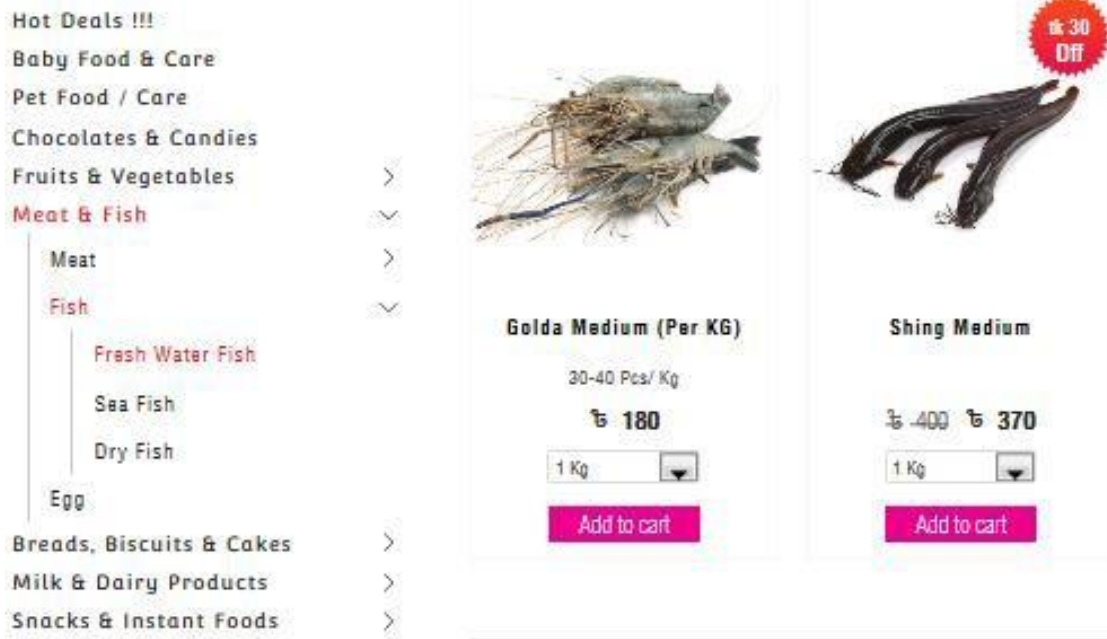 Hot Deals !!!
Baby Food & Care
Pet Food / Care
Chocolates & Candies
Fruits & Vegetables
Meat & Fish
Meat
Fish
Fresh Water Fish
Sea Fish
Dry Fish
Egg
Breads, Biscuits & Cakes
Milk & Dairy Products
Snacks & Instant Foods
Golda Medium (Per KG)
30-40 Pcs/ Kg
৳ 180
1 Kg
Add to cart
tk 30
Off
Shing Medium
৳ 400 ৳ 370
1 KG
Add to cart